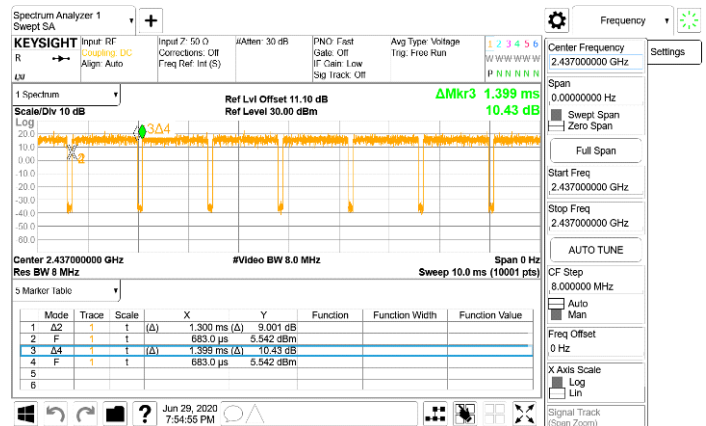 Spectrum Analyzer 1
Swept SA
+
Frequency
KEYSIGHT
R
Input: RF
Coupling: DC
Align: Auto
Input Z: 50 Ω
Corrections: Off
Freq Ref: Int (S)
#Atten: 30 dB
PNO: Fast
Gate: Off
IF Gain: Low
Sig Track: Off
Avg Type: Voltage
Trig: Free Run
1 2 3 4 5 6
W W W W W W
P N N N N N
1 Spectrum
Scale/Div 10 dB
Ref Lvl Offset 11.10 dB
Ref Level 30.00 dBm
ΔMkr3 1.399 ms
10.43 dB
Log
20.0
10.0
0.00
-10.0
-20.0
-30.0
-40.0
-50.0
-60.0
3Δ4
2
Center 2.437000000 GHz
#Video BW 8.0 MHz
Span 0 Hz
Res BW 8 MHz
Sweep 10.0 ms (10001 pts)
5 Marker Table
Mode Trace Scale X Y Function Function Width Function Value
1 Δ2 1 t (Δ) 1.300 ms (Δ) 9.001 dB
2 F 1 t 683.0 µs 5.542 dBm
3 Δ4 1 t (Δ) 1.399 ms (Δ) 10.43 dB
4 F 1 t 683.0 µs 5.542 dBm
5
6
?
Jun 29, 2020
7:54:55 PM
Center Frequency
2.437000000 GHz
Settings
Span
0.00000000 Hz
Swept Span
Zero Span
Full Span
Start Freq
2.437000000 GHz
Stop Freq
2.437000000 GHz
AUTO TUNE
CF Step
8.000000 MHz
Auto
Man
Freq Offset
0 Hz
X Axis Scale
Log
Lin
Signal Track
(Span Zoom)